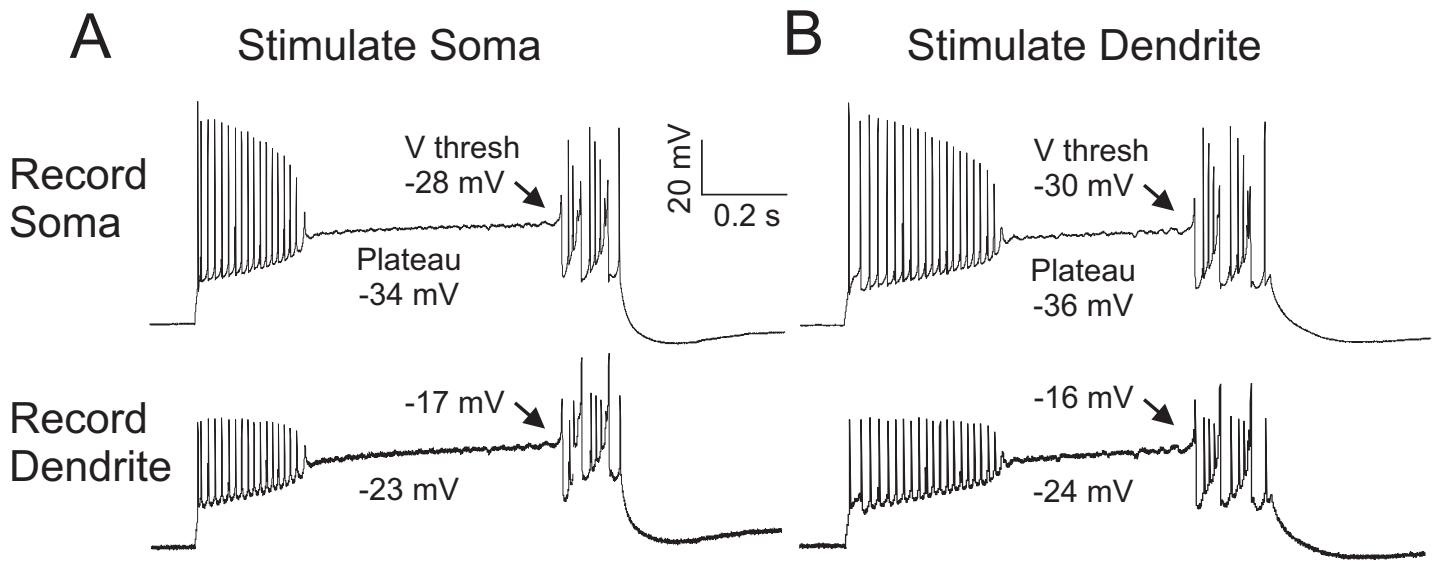 A
Stimulate Soma
B
Stimulate Dendrite
Record
Soma
V thresh
-28 mV
Plateau
-34 mV
20 mV
0.2 s
V thresh
-30 mV
Plateau
-36 mV
Record
Dendrite
-17 mV
-23 mV
-16 mV
-24 mV